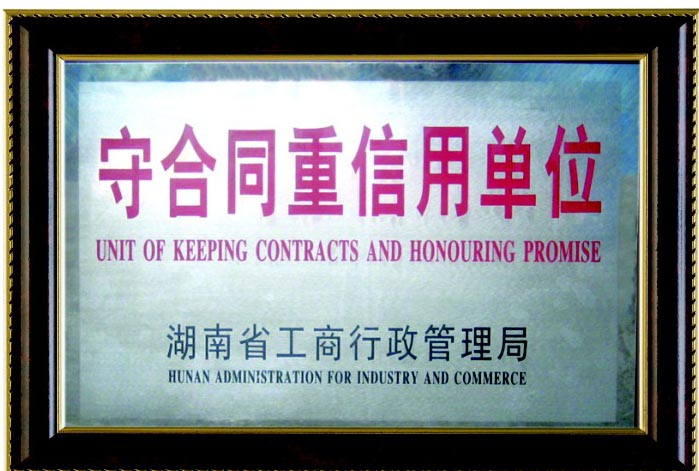 守合同重信用单位
UNIT OF KEEPING CONTRACTS AND HONOURING PROMISE
湖南省工商行政管理局
HUNAN ADMINISTRATION FOR INDUSTRY AND COMMERCE